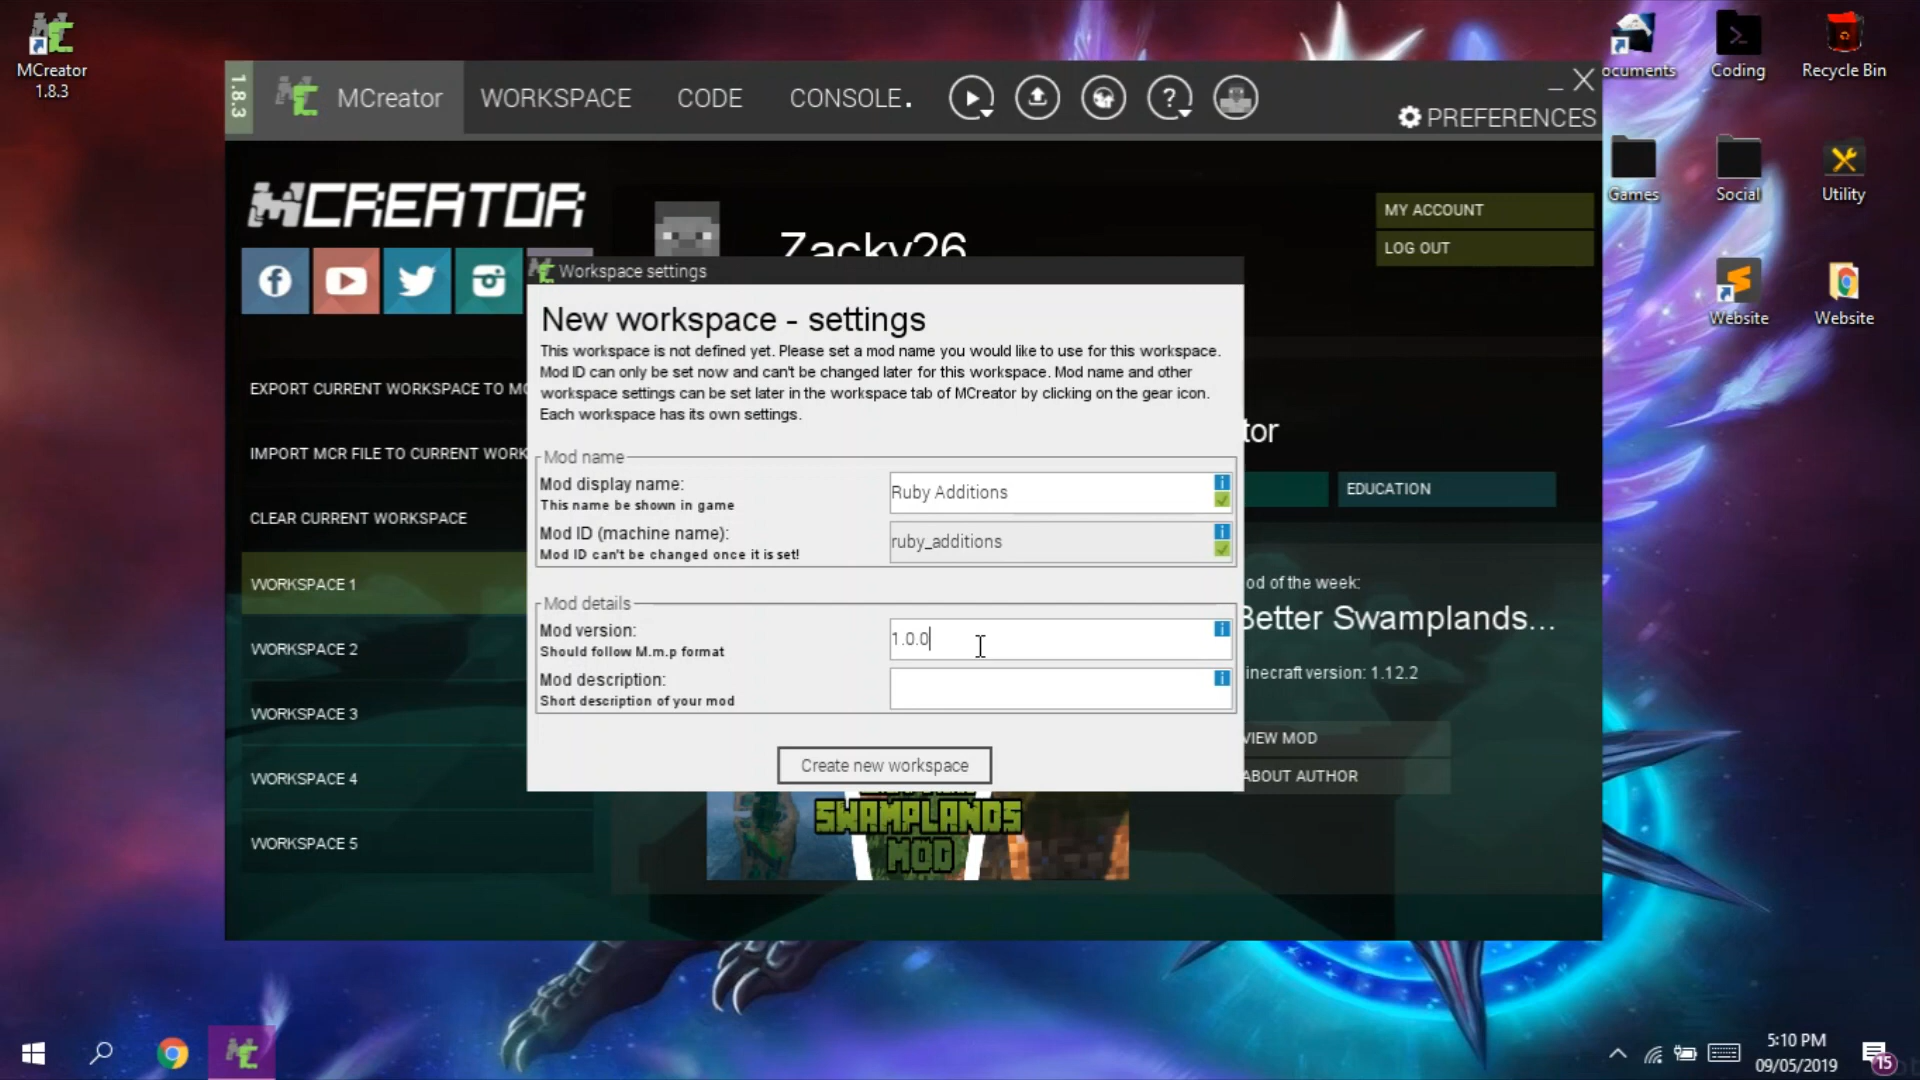 MCreator
1.8.3
1.8.3
MCreator
WORKSPACE
CODE
CONSOLE.
PREFERENCES
ocuments
Coding
Recycle Bin
Games
Social
Utility
Website
Website
MCREATOR
Zacky26
MY ACCOUNT
LOG OUT
EXPORT CURRENT WORKSPACE TO MC
IMPORT MCR FILE TO CURRENT WORK
CLEAR CURRENT WORKSPACE
WORKSPACE 1
WORKSPACE 2
WORKSPACE 3
WORKSPACE 4
WORKSPACE 5
Workspace settings
New workspace - settings
This workspace is not defined yet. Please set a mod name you would like to use for this workspace.
Mod ID can only be set now and can't be changed later for this workspace. Mod name and other
workspace settings can be set later in the workspace tab of MCreator by clicking on the gear icon.
Each workspace has its own settings.
Mod name
Mod display name:
This name be shown in game
Ruby Additions
Mod ID (machine name):
Mod ID can't be changed once it is set!
ruby_additions
Mod details
Mod version:
Should follow M.m.p format
1.0.0
Mod description:
Short description of your mod
Create new workspace
tor
EDUCATION
od of the week:
Better Swamplands...
inecraft version: 1.12.2
VIEW MOD
ABOUT AUTHOR
SWAMPLANDS
MOD
5:10 PM
09/05/2019
15